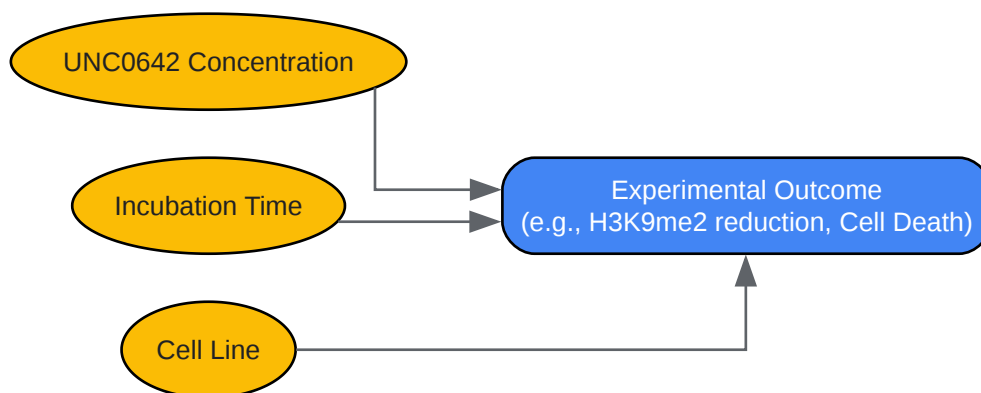 UNC0642 Concentration
Incubation Time
Experimental Outcome
(e.g., H3K9me2 reduction, Cell Death)
Cell Line